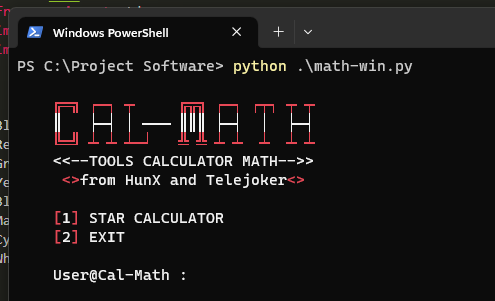 Windows PowerShell
PS C:\Project Software> python .\math-win.py
CAL-MATH
<<--TOOLS CALCULATOR MATH-->>
<>from HunX and Telejoker<>
[1] STAR CALCULATOR
[2] EXIT
User@Cal-Math :